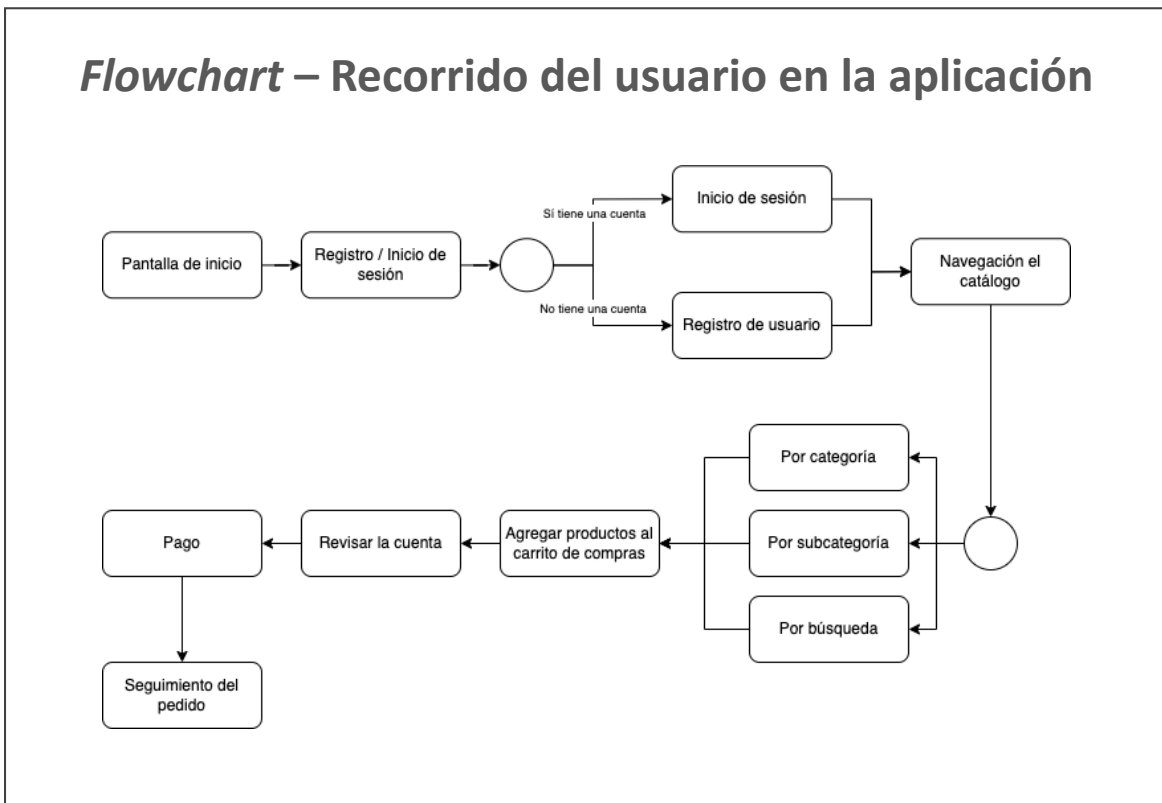 Flowchart – Recorrido del usuario en la aplicación
Inicio de sesión
Sí tiene una cuenta
Pantalla de inicio
Registro / Inicio de
sesión
Navegación el
catálogo
No tiene una cuenta
Registro de usuario
Por categoría
Pago
Revisar la cuenta
Agregar productos al
carrito de compras
Por subcategoría
Por búsqueda
Seguimiento del
pedido